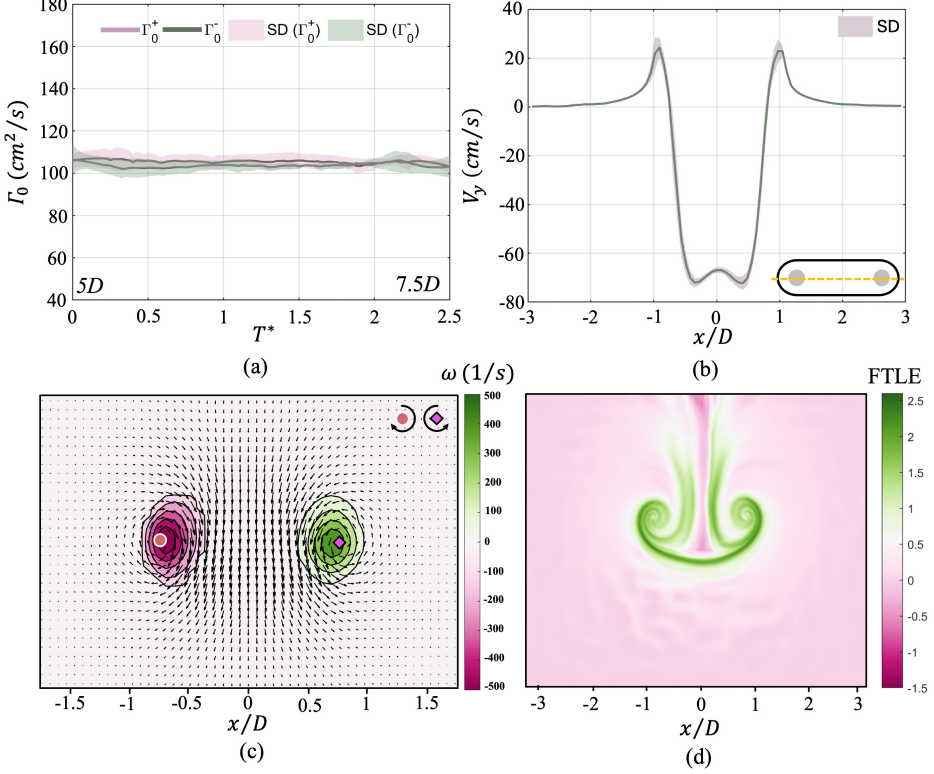 180
160
140
120
100
80
60
40
Γ₀ (cm²/s)
Γ₀⁺ Γ₀⁻ SD (Γ₀⁺) SD (Γ₀⁻)
5D 7.5D
0 0.5 1 1.5 2 2.5
T*
(a)
40
20
0
-20
-40
-60
-80
V_y (cm/s)
SD
-3 -2 -1 0 1 2 3
x/D
(b)
ω (1/s)
500
400
300
200
100
0
-100
-200
-300
-400
-500
-1.5 -1 -0.5 0 0.5 1 1.5
x/D
(c)
FTLE
2.5
2
1.5
1
0.5
0
-0.5
-1
-1.5
-3 -2 -1 0 1 2 3
x/D
(d)